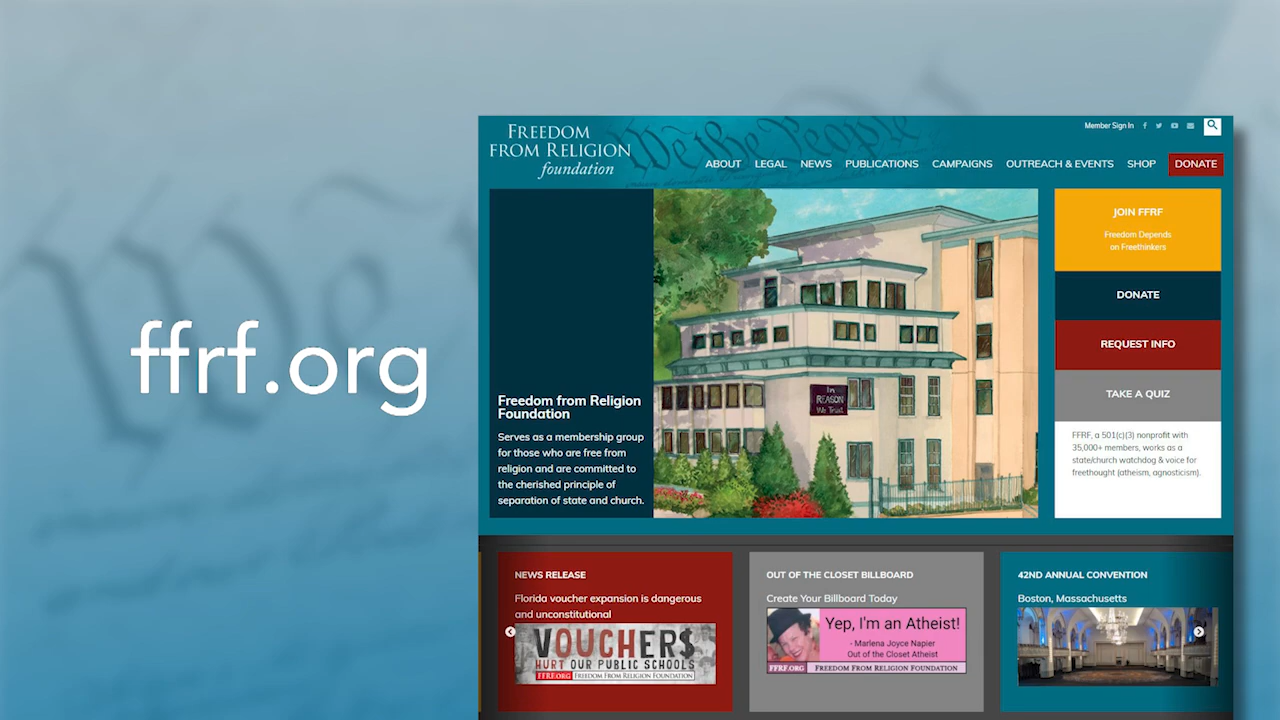 We the
ffrf.org
FREEDOM
FROM RELIGION
foundation
We the People
Member Sign In
ABOUT LEGAL NEWS PUBLICATIONS CAMPAIGNS OUTREACH & EVENTS SHOP DONATE
Freedom from Religion
Foundation
Serves as a membership group
for those who are free from
religion and are committed to
the cherished principle of
separation of state and church.
In
REASON
We Trust
JOIN FFRF
Freedom Depends
on Freethinkers
DONATE
REQUEST INFO
TAKE A QUIZ
FFRF, a 501(c)(3) nonprofit with
35,000+ members, works as a
state/church watchdog & voice for
freethought (atheism, agnosticism).
NEWS RELEASE
Florida voucher expansion is dangerous
and unconstitutional
VOUCHER$
HURT OUR PUBLIC SCHOOLS
FFRF.ORG FREEDOM FROM RELIGION FOUNDATION
OUT OF THE CLOSET BILLBOARD
Create Your Billboard Today
Yep, I'm an Atheist!
- Marlena Joyce Napier
Out of the Closet Atheist
FFRF.ORG FREEDOM FROM RELIGION FOUNDATION
42ND ANNUAL CONVENTION
Boston, Massachusetts